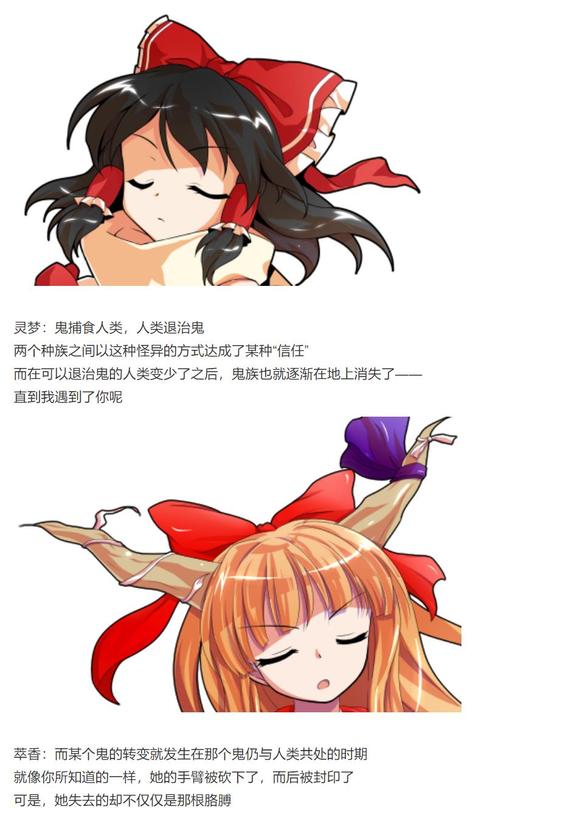 灵梦：鬼捕食人类，人类退治鬼
两个种族之间以这种怪异的方式达成了某种“信任”
而在可以退治鬼的人类变少了之后，鬼族也就逐渐在地上消失了——
直到我遇到了你呢
萃香：而某个鬼的转变就发生在那个鬼仍与人类共处的时期
就像你所知道的一样，她的手臂被砍下了，而后被封印了
可是，她失去的却不仅仅是那根胳膊